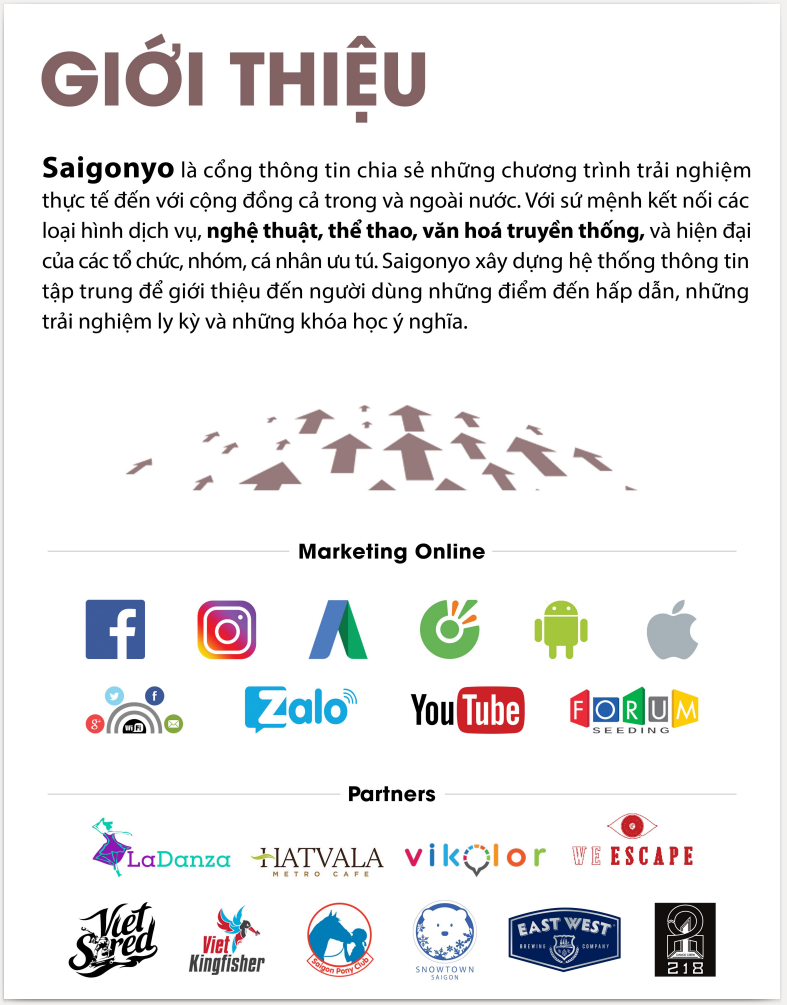 GIỚI THIỆU
Saigonyo là cổng thông tin chia sẻ những chương trình trải nghiệm
thực tế đến với cộng đồng cả trong và ngoài nước. Với sứ mệnh kết nối các
loại hình dịch vụ, nghệ thuật, thể thao, văn hoá truyền thống, và hiện đại
của các tổ chức, nhóm, cá nhân ưu tú. Saigonyo xây dựng hệ thống thông tin
tập trung để giới thiệu đến người dùng những điểm đến hấp dẫn, những
trải nghiệm ly kỳ và những khóa học ý nghĩa.
Marketing Online
WiFi
Zalo
YouTube
FORUM
SEEDING
Partners
LaDanza
HATVALA
METRO CAFE
vikolor
WE ESCAPE
Viet
Sored
Viet
Kingfisher
Saigon Pony Club
SNOWTOWN
SAIGON
EAST WEST
BREWING COMPANY
218